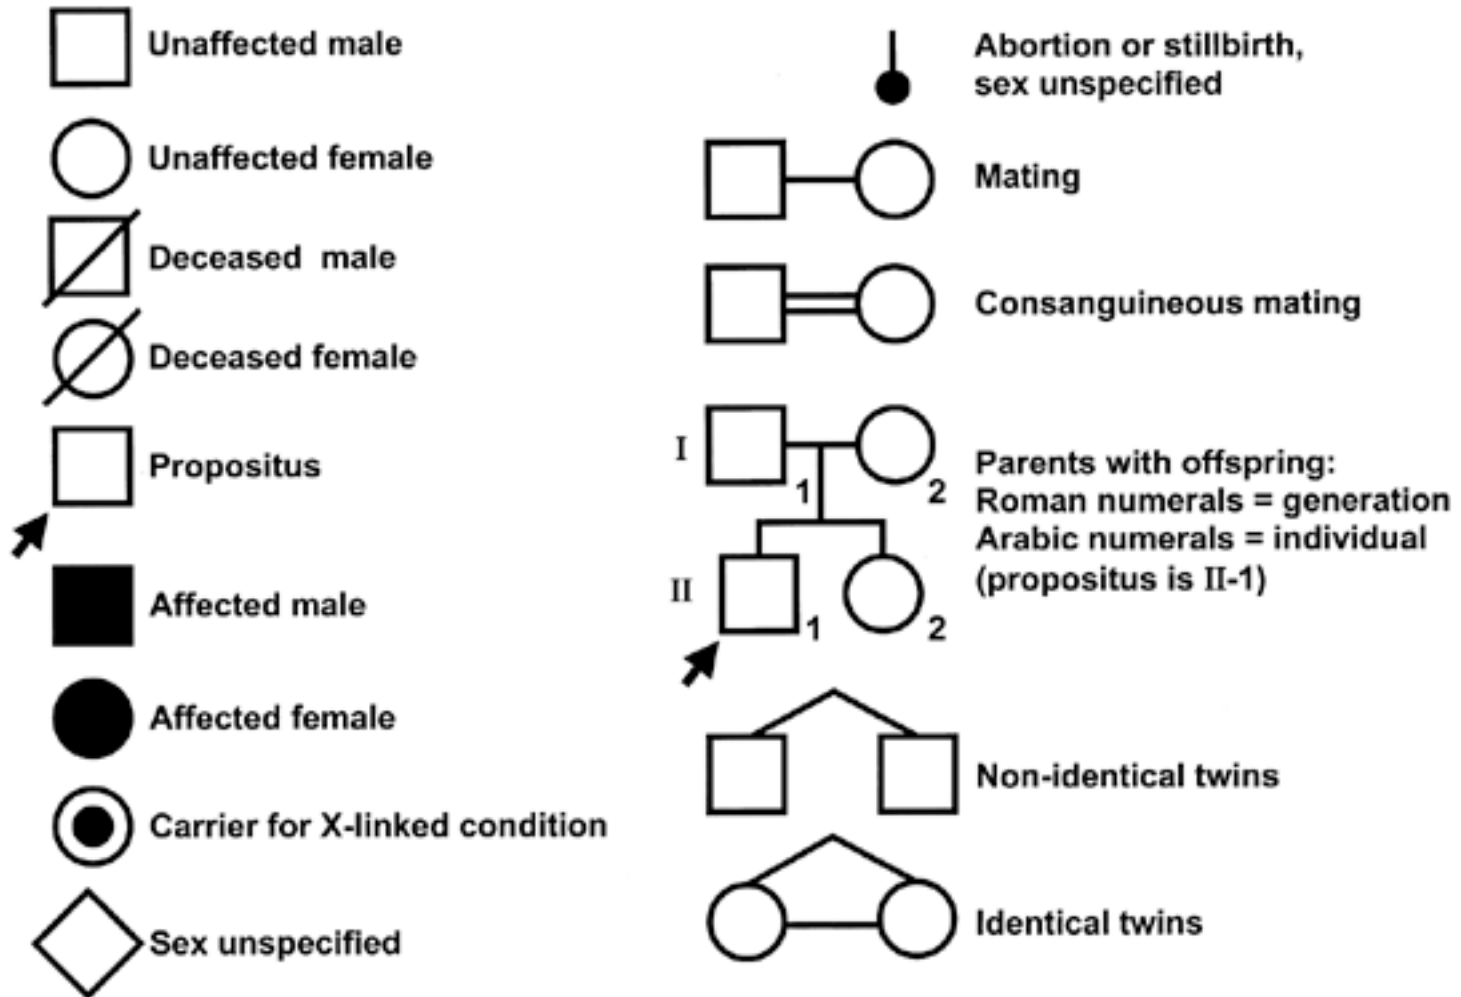 Unaffected male
Unaffected female
Deceased male
Deceased female
Propositus
Affected male
Affected female
Carrier for X-linked condition
Sex unspecified
Abortion or stillbirth,
sex unspecified
Mating
Consanguineous mating
I
1
2
Parents with offspring:
Roman numerals = generation
Arabic numerals = individual
(propositus is II-1)
II
1
2
Non-identical twins
Identical twins